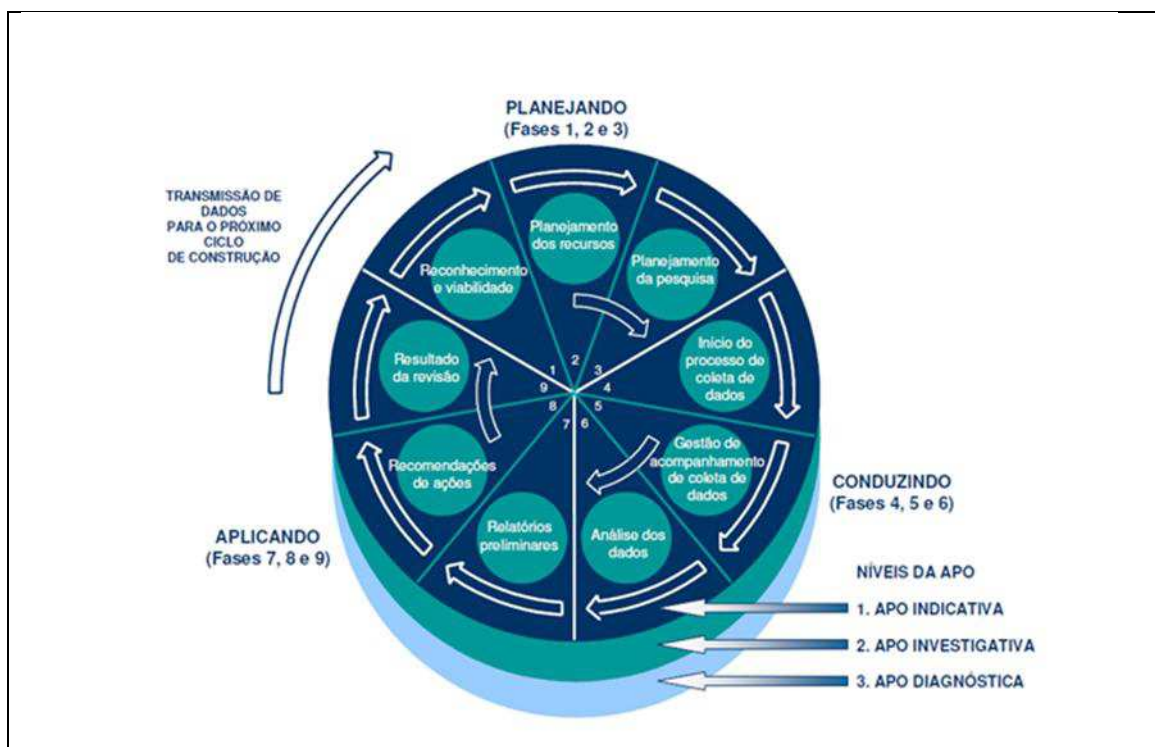 PLANEJANDO
(Fases 1, 2 e 3)
TRANSMISSÃO DE
DADOS
PARA O PRÓXIMO
CICLO
DE CONSTRUÇÃO
Reconhecimento
e viabilidade
Planejamento
dos recursos
Planejamento
da pesquisa
Início do
processo de
coleta de
dados
Gestão de
acompanhamento
de coleta de
dados
Análise dos
dados
Relatórios
preliminares
Recomendações
de ações
Resultado
da revisão
1
2
3
4
5
6
7
8
9
CONDUZINDO
(Fases 4, 5 e 6)
APLICANDO
(Fases 7, 8 e 9)
NÍVEIS DA APO
1. APO INDICATIVA
2. APO INVESTIGATIVA
3. APO DIAGNÓSTICA